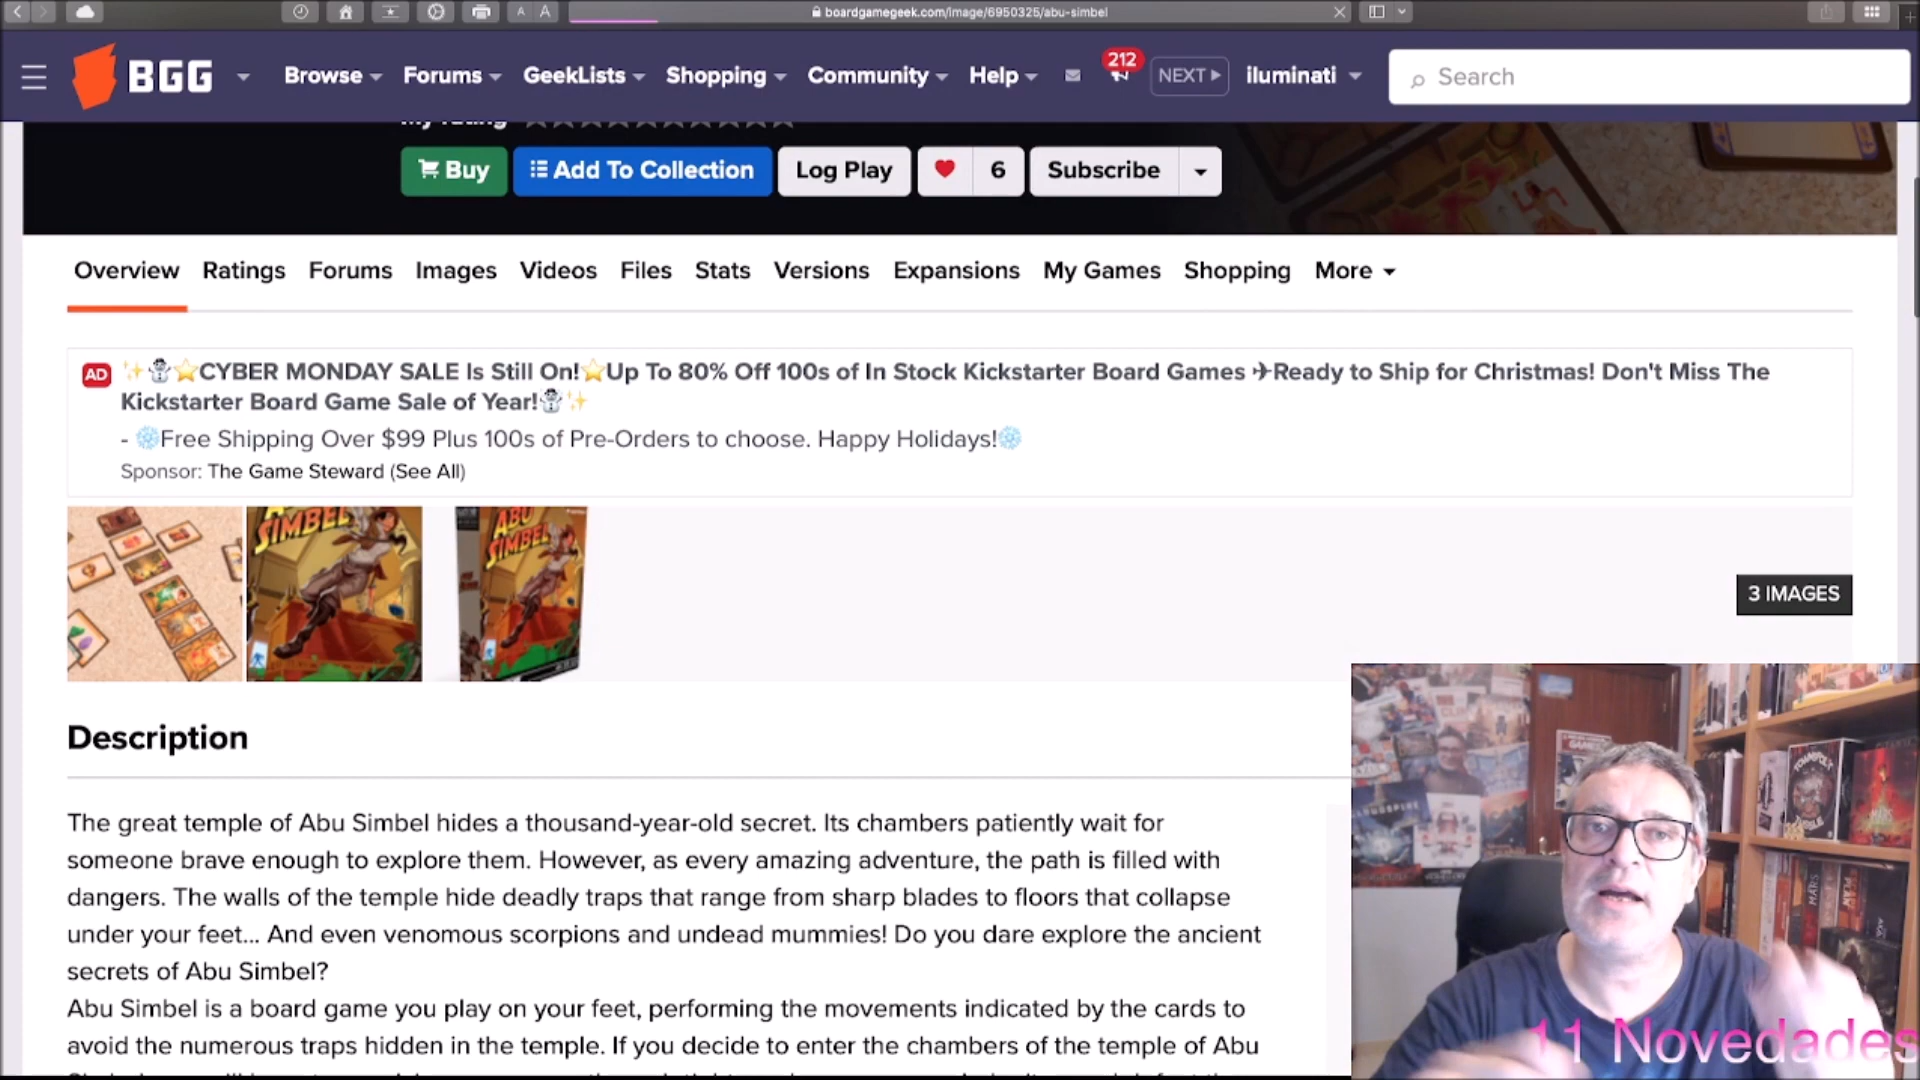 boardgamegeek.com/image/6950325/abu-simbel
BGG Browse Forums GeekLists Shopping Community Help 212 NEXT iluminati Search
My rating
Buy Add To Collection Log Play 6 Subscribe
Overview Ratings Forums Images Videos Files Stats Versions Expansions My Games Shopping More
AD ✨⛄⭐CYBER MONDAY SALE Is Still On!⭐Up To 80% Off 100s of In Stock Kickstarter Board Games ✈Ready to Ship for Christmas! Don't Miss The
Kickstarter Board Game Sale of Year!⛄✨
- ❄Free Shipping Over $99 Plus 100s of Pre-Orders to choose. Happy Holidays!❄
Sponsor: The Game Steward (See All)
SIMBEL
ABU
SIMBEL
3 IMAGES
Description
The great temple of Abu Simbel hides a thousand-year-old secret. Its chambers patiently wait for
someone brave enough to explore them. However, as every amazing adventure, the path is filled with
dangers. The walls of the temple hide deadly traps that range from sharp blades to floors that collapse
under your feet... And even venomous scorpions and undead mummies! Do you dare explore the ancient
secrets of Abu Simbel?
Abu Simbel is a board game you play on your feet, performing the movements indicated by the cards to
avoid the numerous traps hidden in the temple. If you decide to enter the chambers of the temple of Abu
MARS
11 Novedades